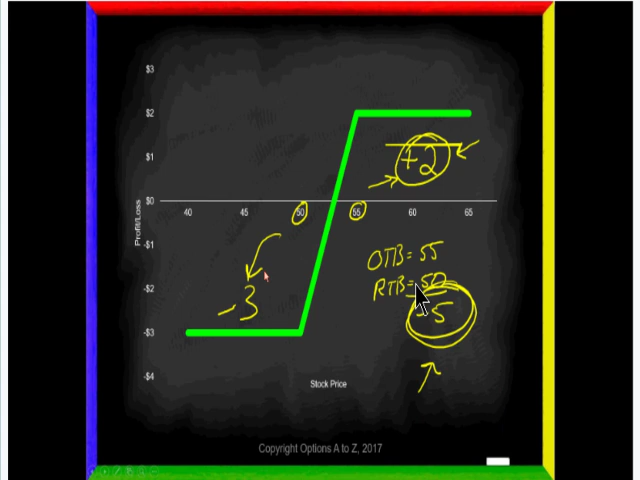 $3
$2
$1
$0
40 45 50 55 60 65
-$1
-$2
-$3
-$4
Profit/Loss
Stock Price
+2
-3
OTB= 55
RTB= 50
Copyright Options A to Z, 2017